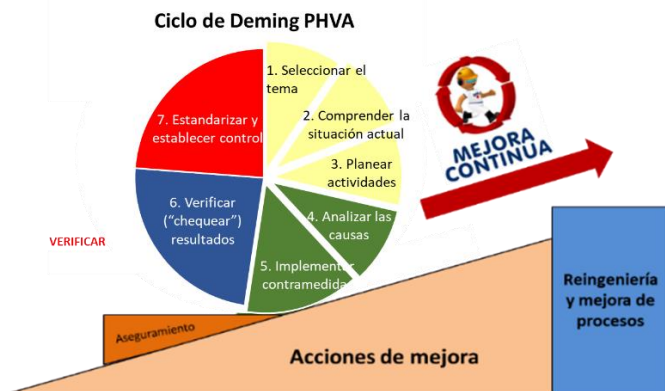 Ciclo de Deming PHVA
1. Seleccionar el
tema
2. Comprender la
situación actual
3. Planear
actividades
4. Analizar las
causas
5. Implementar
contramedida
6. Verificar
("chequear")
resultados
7. Estandarizar y
establecer control
VERIFICAR
MEJORA
CONTINUA
Aseguramiento
Acciones de mejora
Reingeniería
y mejora de
procesos